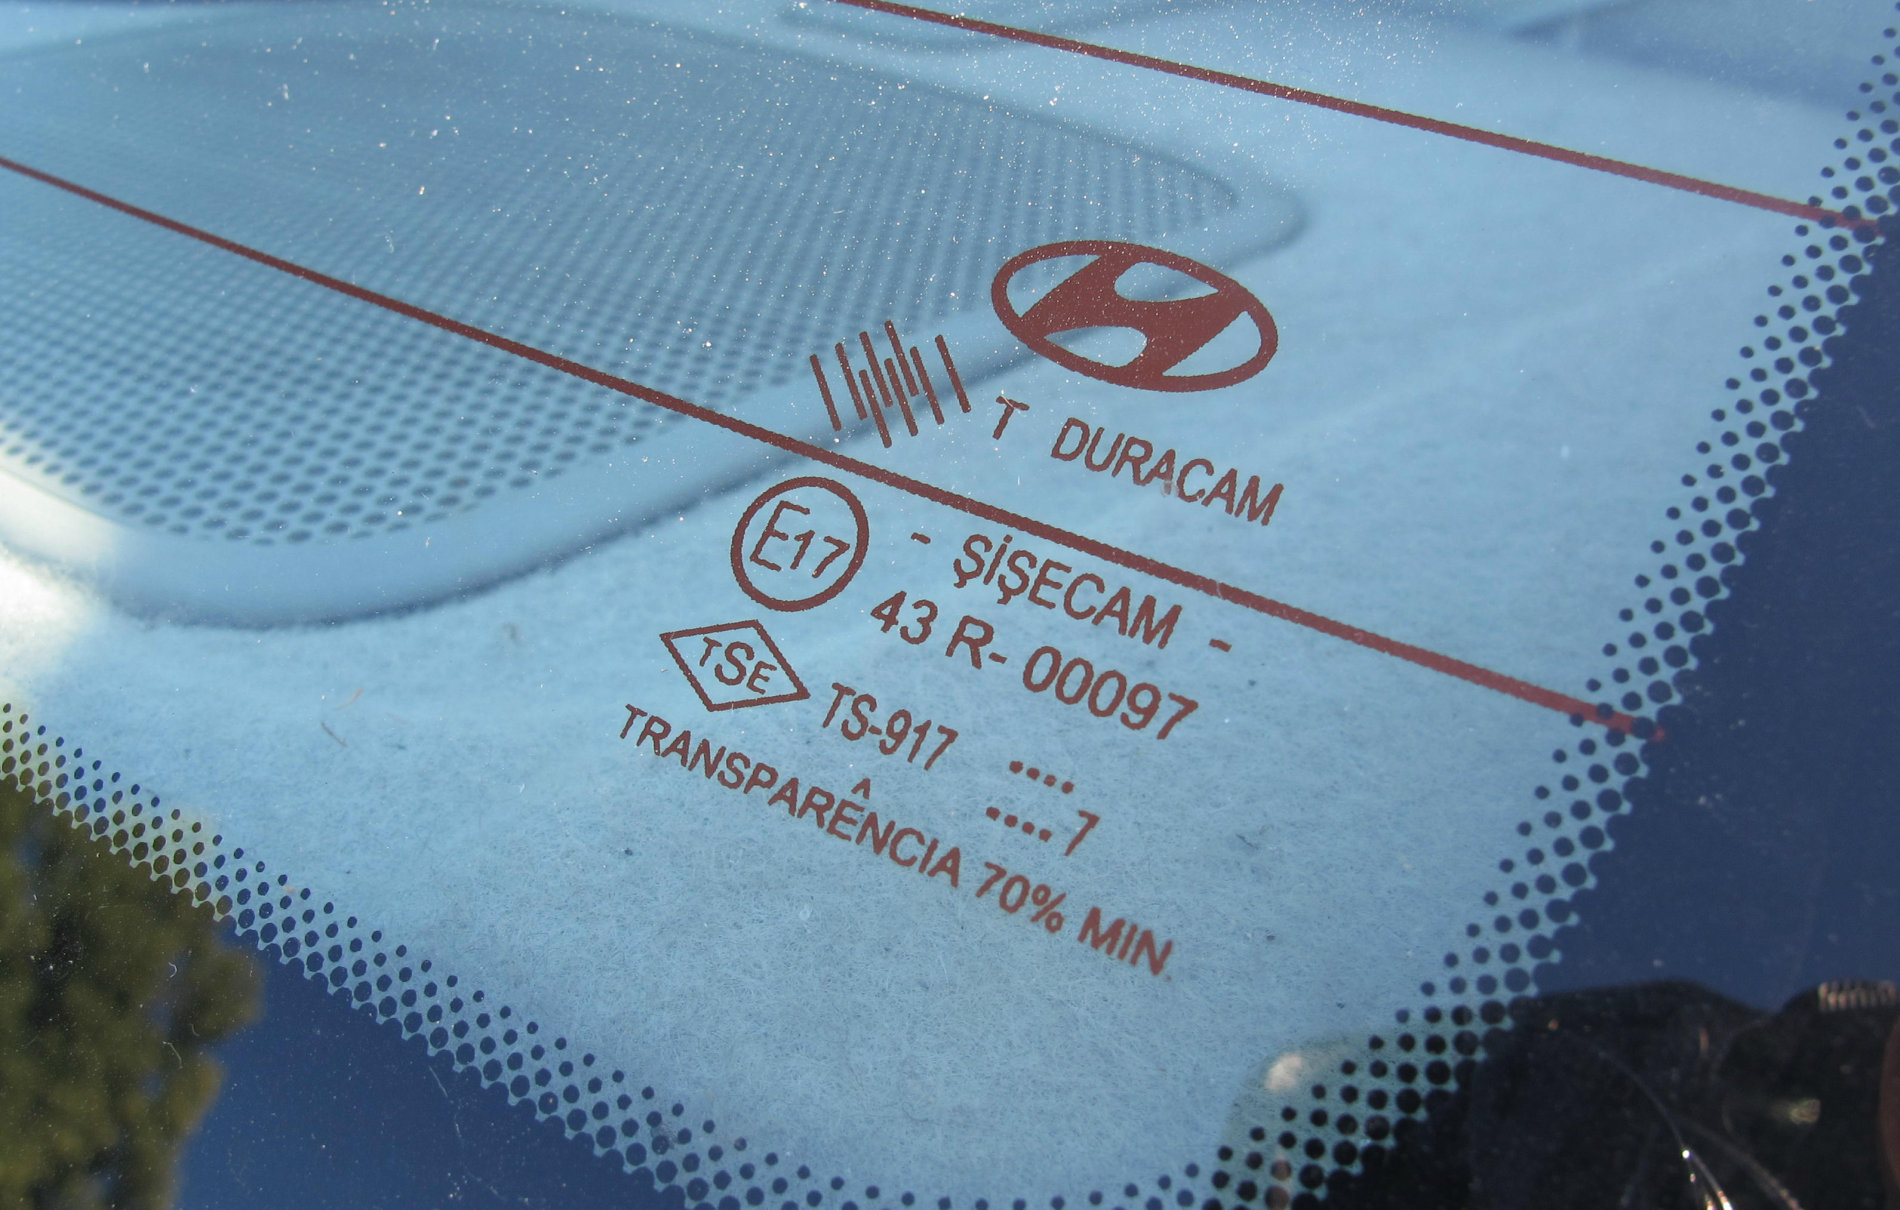 T DURACAM
- ŞİŞECAM -
E17
43 R- 00097
TSE TS-917 ....
....7
TRANSPARÊNCIA 70% MIN.